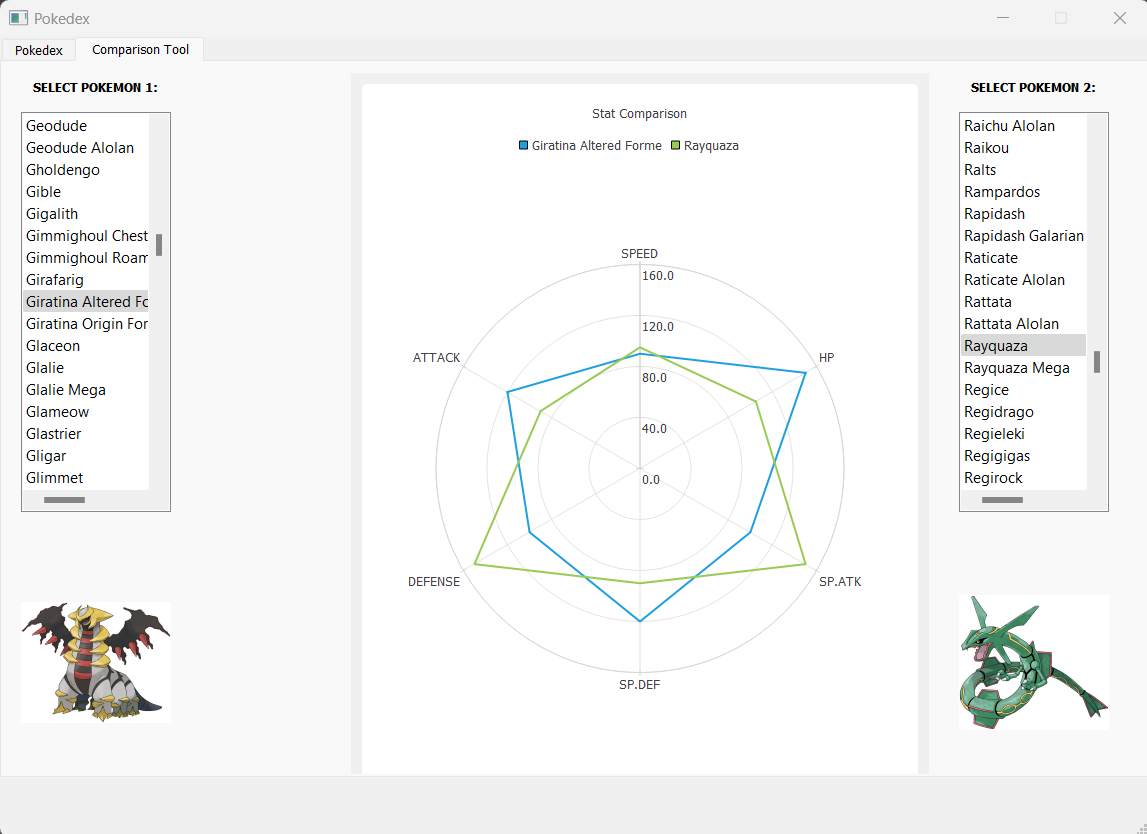 Pokedex
Pokedex
Comparison Tool
SELECT POKEMON 1:
Geodude
Geodude Alolan
Gholdengo
Gible
Gigalith
Gimmighoul Chest
Gimmighoul Roam
Girafarig
Giratina Altered Fo
Giratina Origin For
Glaceon
Glalie
Glalie Mega
Glameow
Glastrier
Gligar
Glimmet
Stat Comparison
Giratina Altered Forme
Rayquaza
SPEED
160.0
120.0
80.0
40.0
0.0
HP
ATTACK
DEFENSE
SP.ATK
SP.DEF
SELECT POKEMON 2:
Raichu Alolan
Raikou
Ralts
Rampardos
Rapidash
Rapidash Galarian
Raticate
Raticate Alolan
Rattata
Rattata Alolan
Rayquaza
Rayquaza Mega
Regice
Regidrago
Regieleki
Regigigas
Regirock